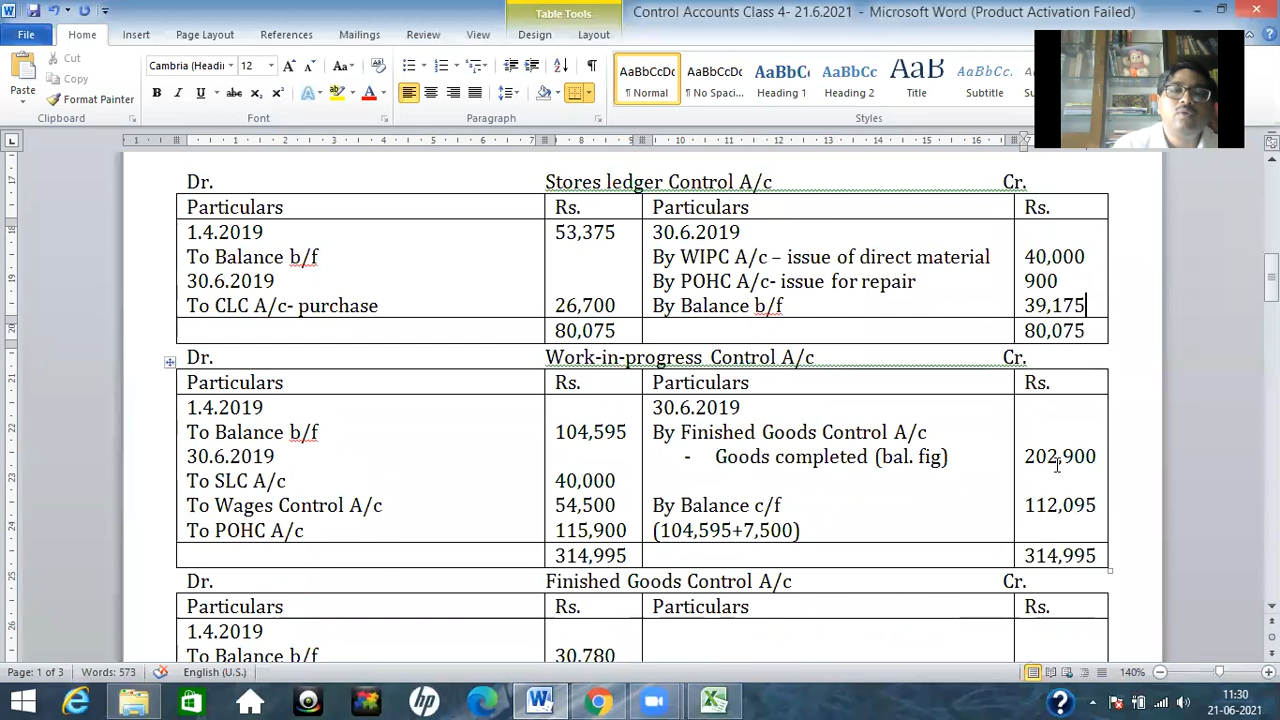 Table Tools
Control Accounts Class 4- 21.6.2021 - Microsoft Word (Product Activation Failed)
File Home Insert Page Layout References Mailings Review View Design Layout
Paste
Cut
Copy
Format Painter
Clipboard
Cambria (Headin 12
B I U abc
Font
Paragraph
AaBbCcDc
Normal
AaBbCcDc
No Spaci...
AaBbCc
Heading 1
AaBbCc
Heading 2
AaB
Title
AaBbCc.
Subtitle
Styles
Dr. Stores ledger Control A/c Cr.
Particulars Rs. Particulars Rs.
1.4.2019 53,375 30.6.2019
To Balance b/f By WIPC A/c – issue of direct material 40,000
30.6.2019 By POHC A/c- issue for repair 900
To CLC A/c- purchase 26,700 By Balance b/f 39,175
80,075 80,075
Dr. Work-in-progress Control A/c Cr.
Particulars Rs. Particulars Rs.
1.4.2019 30.6.2019
To Balance b/f 104,595 By Finished Goods Control A/c
30.6.2019 - Goods completed (bal. fig) 202,900
To SLC A/c 40,000
To Wages Control A/c 54,500 By Balance c/f 112,095
To POHC A/c 115,900 (104,595+7,500)
314,995 314,995
Dr. Finished Goods Control A/c Cr.
Particulars Rs. Particulars Rs.
1.4.2019
To Balance b/f 30,780
Page: 1 of 3 Words: 573 English (U.S.) 140%
11:30
21-06-2021